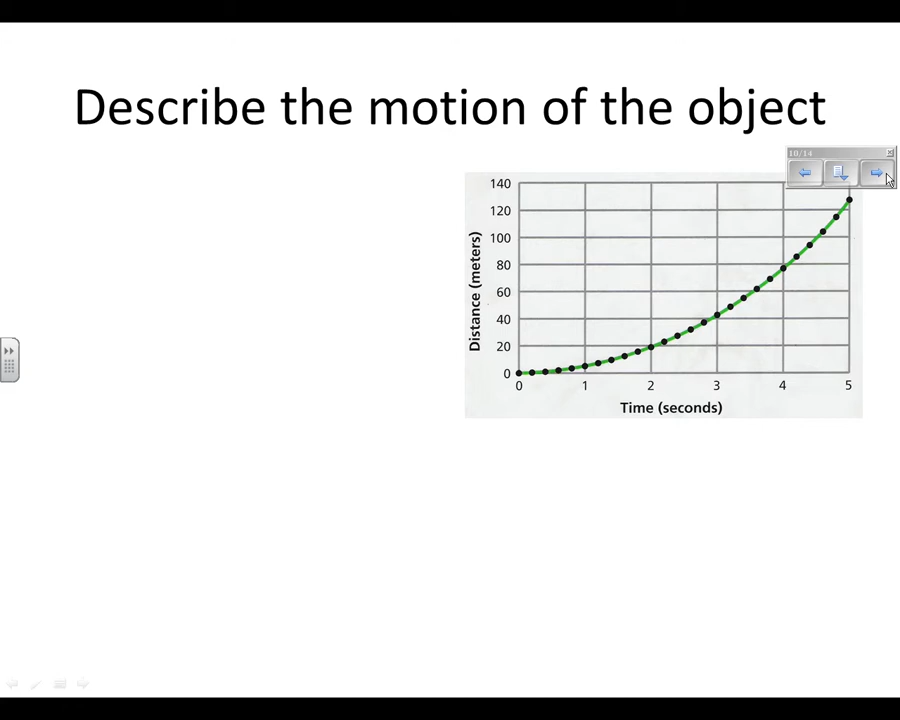 Describe the motion of the object
10/14
140
120
100
80
60
40
20
0
Distance (meters)
0 1 2 3 4 5
Time (seconds)